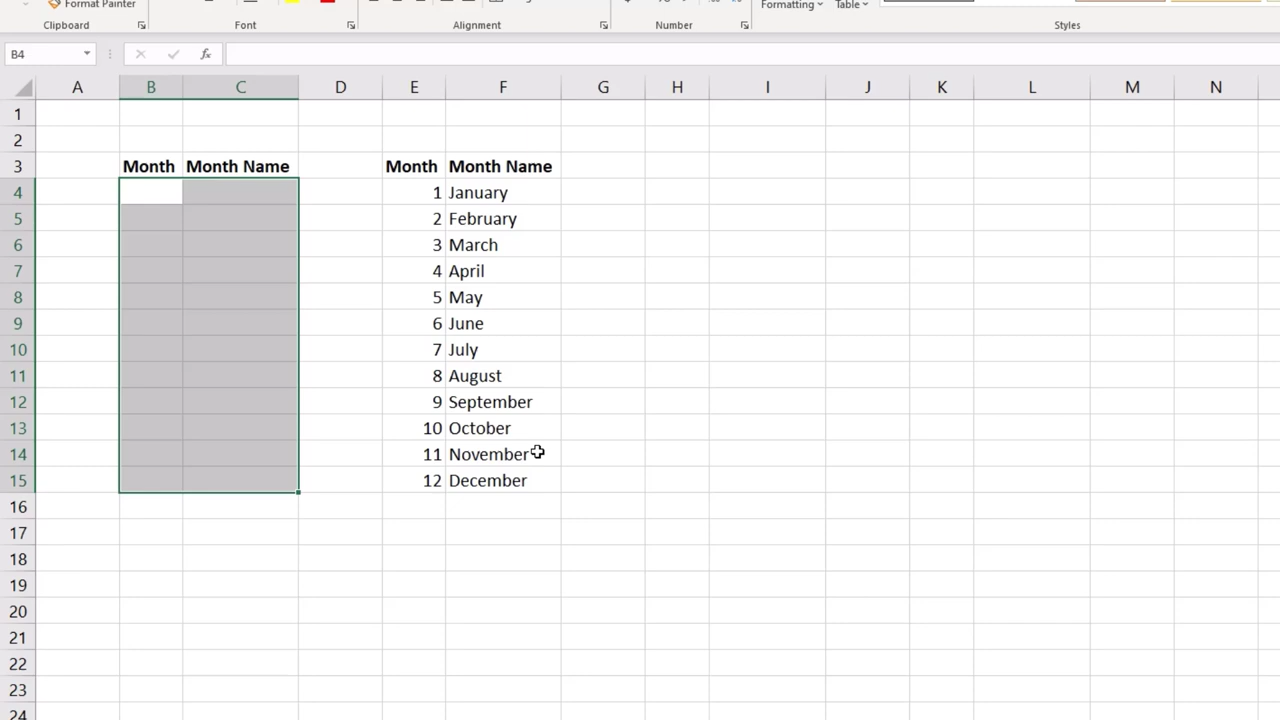 Format Painter
Formatting Table
Clipboard Font Alignment Number Styles
B4 fx
A B C D E F G H I J K L M N
1
2
3 Month Month Name Month Name Month
4 1 January
5 2 February
6 3 March
7 4 April
8 5 May
9 6 June
10 7 July
11 8 August
12 9 September
13 10 October
14 11 November
15 12 December
16
17
18
19
20
21
22
23
24